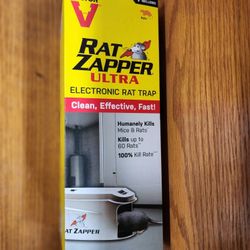 V
RAT
ZAPPER
ULTRA
ELECTRONIC RAT TRAP
Clean, Effective, Fast!
Humanely Kills
Mice & Rats
Kills up to
60 Rats
100% Kill Rate
RAT ZAPPER